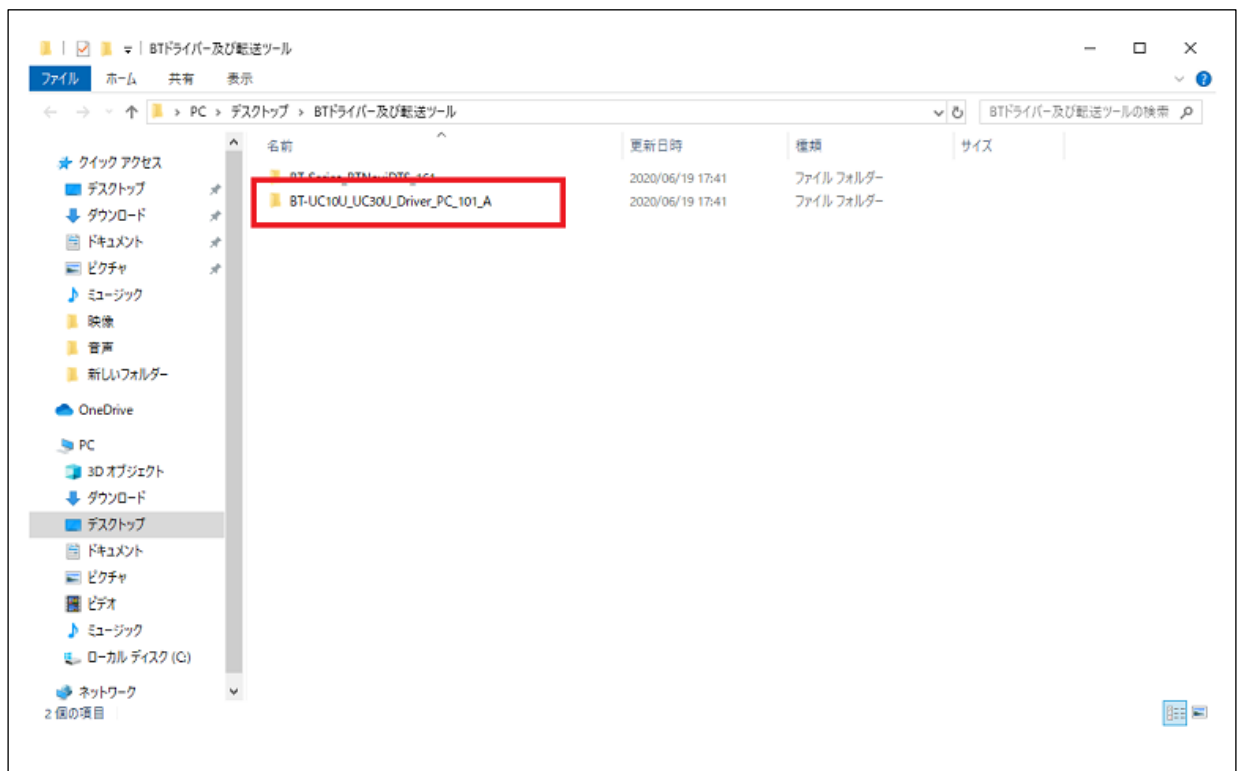 BTドライバー及び転送ツール
ファイル ホーム 共有 表示
PC › デスクトップ › BTドライバー及び転送ツール
BTドライバー及び転送ツールの検索
名前 更新日時 種類 サイズ
BT-Series_BTNaviDTS_161 2020/06/19 17:41 ファイル フォルダー
BT-UC10U_UC30U_Driver_PC_101_A 2020/06/19 17:41 ファイル フォルダー
クイック アクセス
デスクトップ
ダウンロード
ドキュメント
ピクチャ
ミュージック
映像
音声
新しいフォルダー
OneDrive
PC
3D オブジェクト
ダウンロード
デスクトップ
ドキュメント
ピクチャ
ビデオ
ミュージック
ローカル ディスク (C:)
ネットワーク
2 個の項目